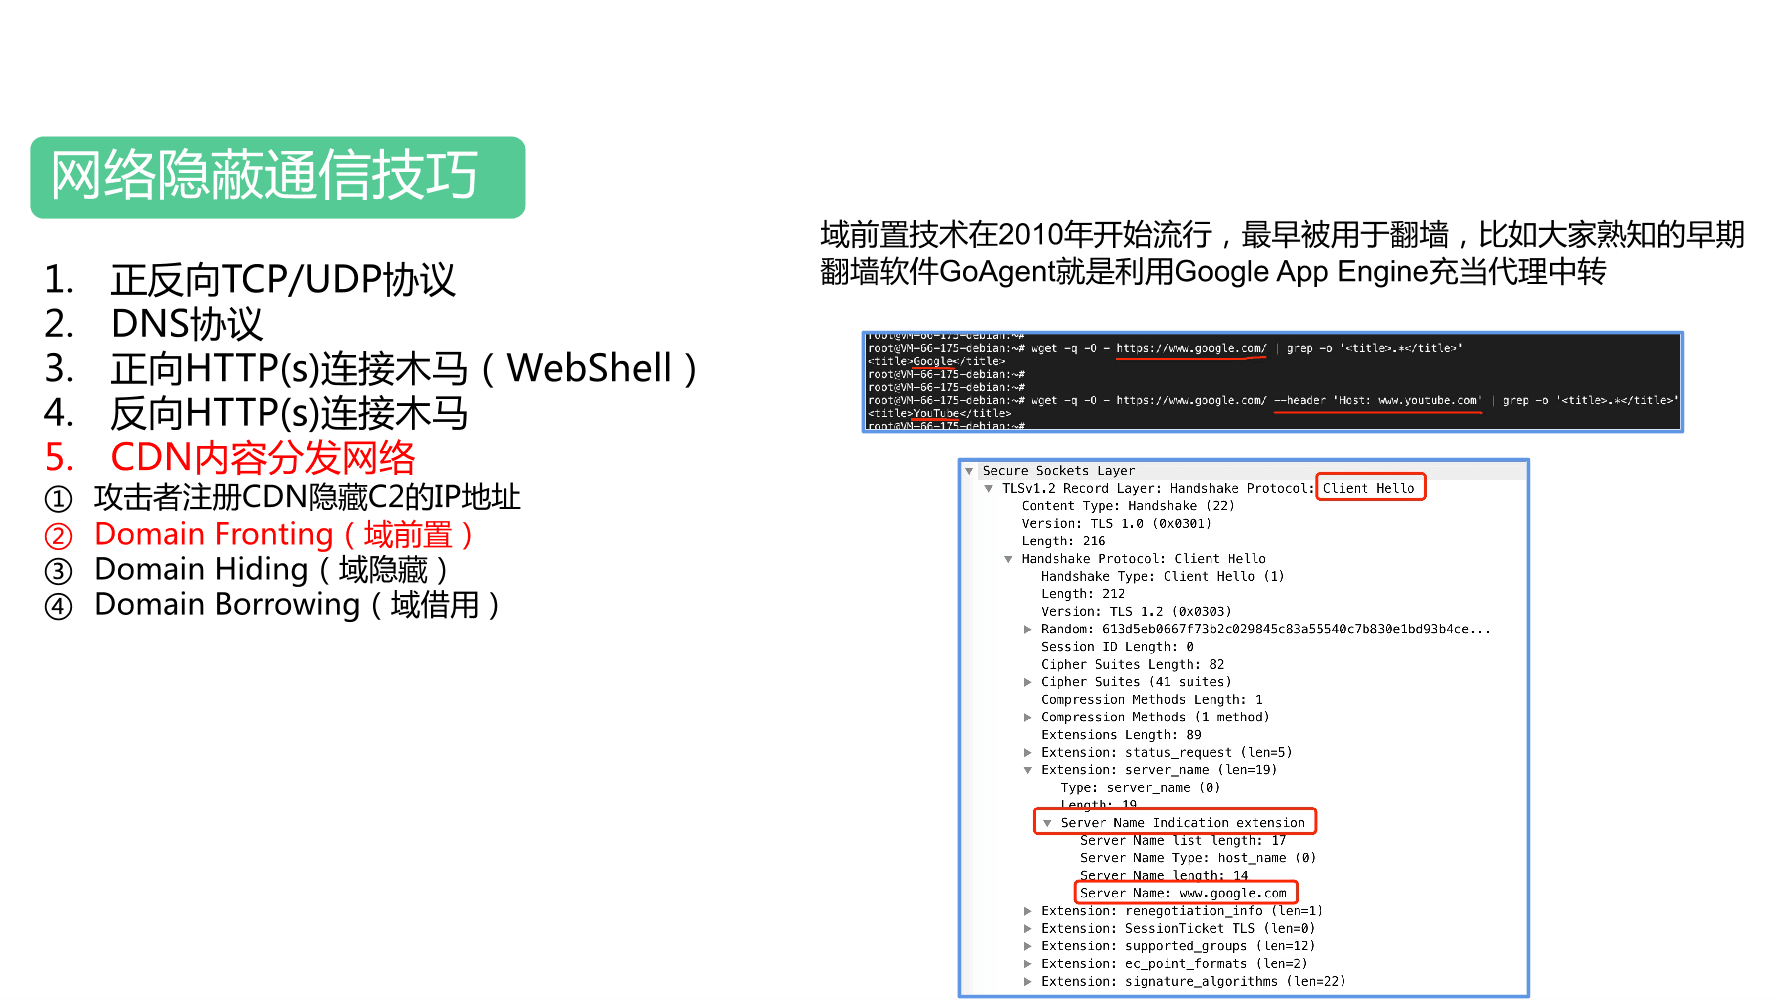 网络隐蔽通信技巧
1. 正反向TCP/UDP协议
2. DNS协议
3. 正向HTTP(s)连接木马（WebShell）
4. 反向HTTP(s)连接木马
5. CDN内容分发网络
① 攻击者注册CDN隐藏C2的IP地址
② Domain Fronting（域前置）
③ Domain Hiding（域隐藏）
④ Domain Borrowing（域借用）
域前置技术在2010年开始流行，最早被用于翻墙，比如大家熟知的早期
翻墙软件GoAgent就是利用Google App Engine充当代理中转
root@VM-66-175-debian:~#
root@VM-66-175-debian:~# wget -q -O - https://www.google.com/ | grep -o '<title>.*</title>'
<title>Google</title>
root@VM-66-175-debian:~#
root@VM-66-175-debian:~#
root@VM-66-175-debian:~# wget -q -O - https://www.google.com/ --header 'Host: www.youtube.com' | grep -o '<title>.*</title>'
<title>YouTube</title>
root@VM-66-175-debian:~#
Secure Sockets Layer
TLSv1.2 Record Layer: Handshake Protocol: Client Hello
Content Type: Handshake (22)
Version: TLS 1.0 (0x0301)
Length: 216
Handshake Protocol: Client Hello
Handshake Type: Client Hello (1)
Length: 212
Version: TLS 1.2 (0x0303)
Random: 613d5eb0667f73b2c029845c83a55540c7b830e1bd93b4ce...
Session ID Length: 0
Cipher Suites Length: 82
Cipher Suites (41 suites)
Compression Methods Length: 1
Compression Methods (1 method)
Extensions Length: 89
Extension: status_request (len=5)
Extension: server_name (len=19)
Type: server_name (0)
Length: 19
Server Name Indication extension
Server Name list length: 17
Server Name Type: host_name (0)
Server Name length: 14
Server Name: www.google.com
Extension: renegotiation_info (len=1)
Extension: SessionTicket TLS (len=0)
Extension: supported_groups (len=12)
Extension: ec_point_formats (len=2)
Extension: signature_algorithms (len=22)